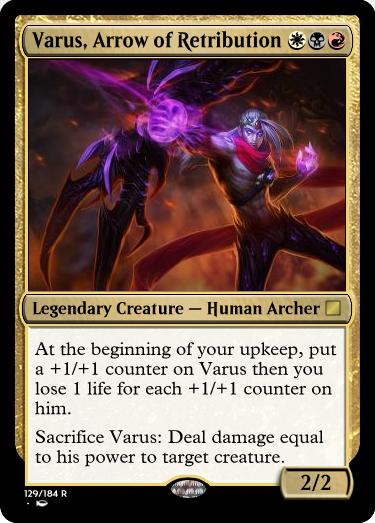 Varus, Arrow of Retribution
Legendary Creature — Human Archer
At the beginning of your upkeep, put
a +1/+1 counter on Varus then you
lose 1 life for each +1/+1 counter on
him.
Sacrifice Varus: Deal damage equal
to his power to target creature.
2/2
129/184 R